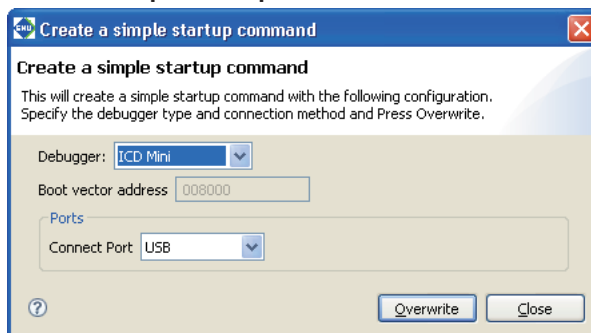 GNU Create a simple startup command
Create a simple startup command
This will create a simple startup command with the following configuration.
Specify the debugger type and connection method and Press Overwrite.
Debugger: ICD Mini
Boot vector address 008000
Ports
Connect Port USB
? Overwrite Close